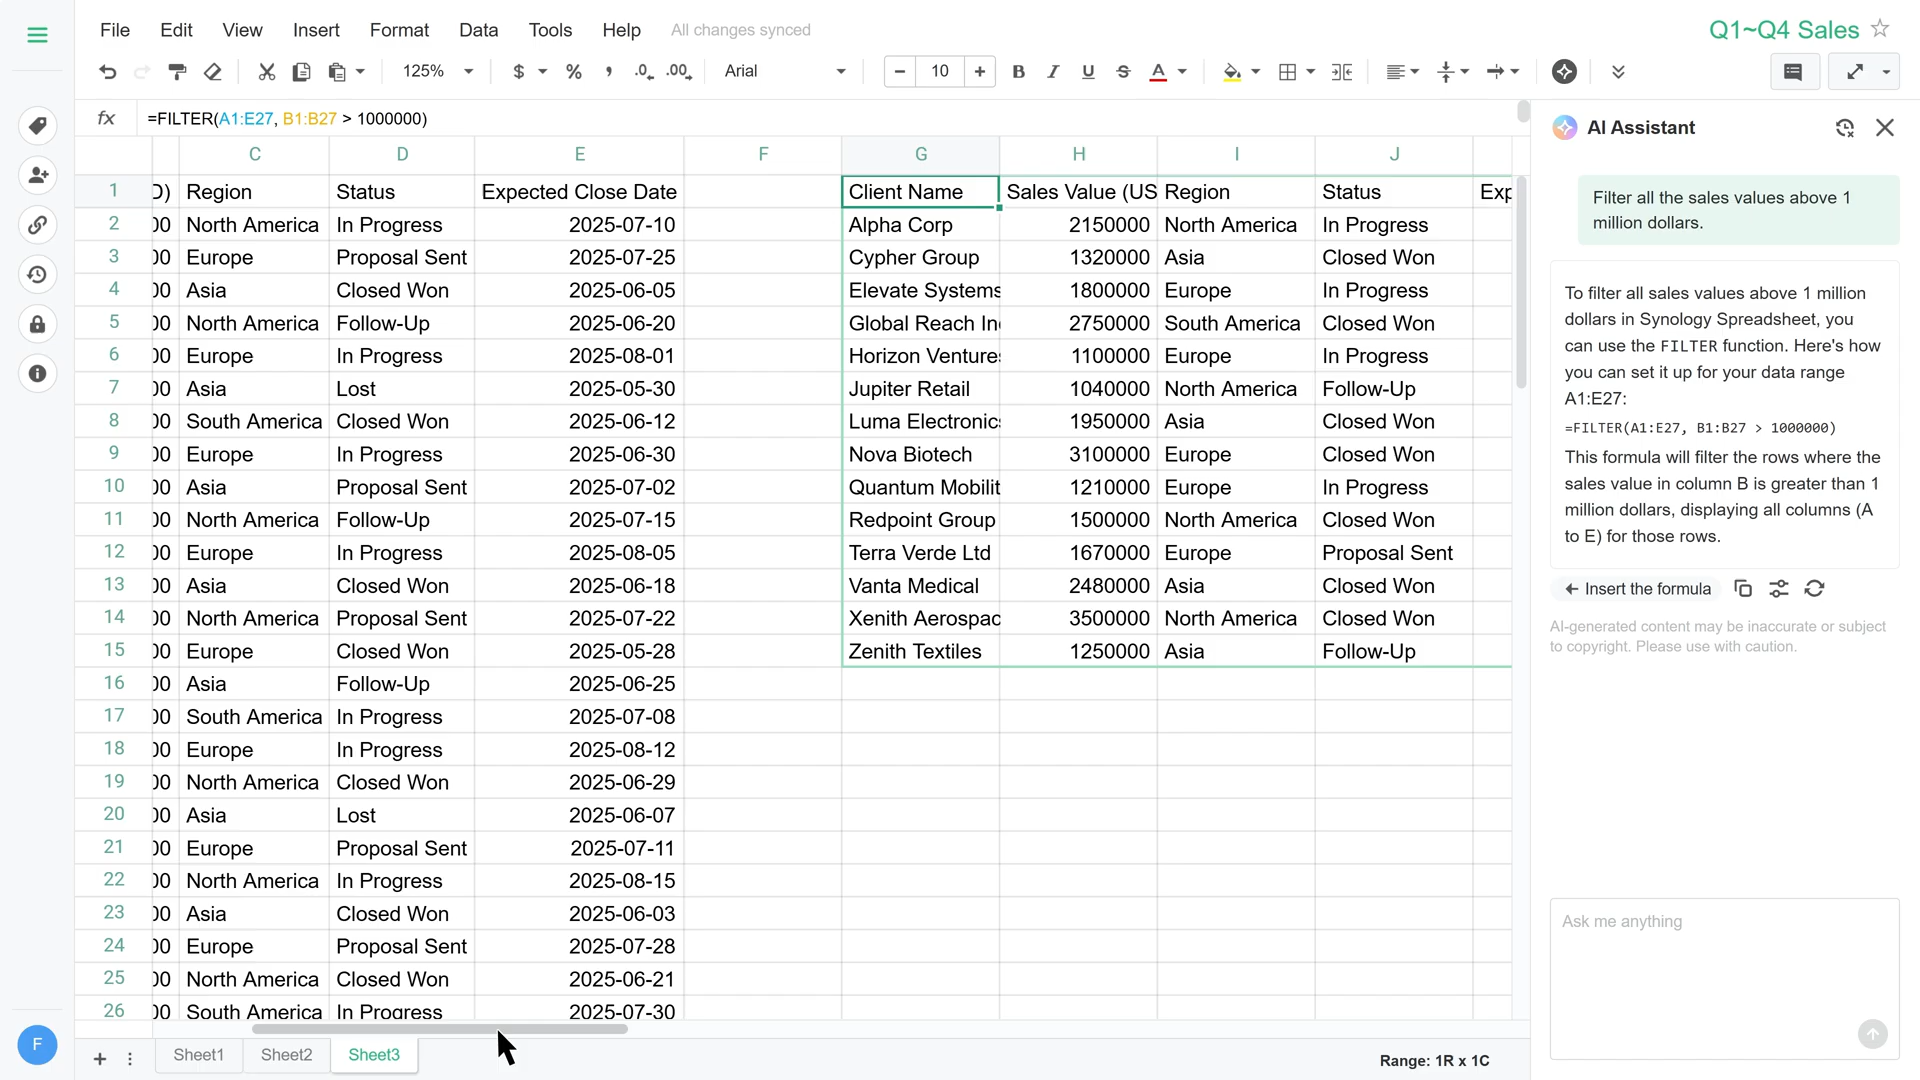 File Edit View Insert Format Data Tools Help All changes synced
Q1~Q4 Sales
125% $ % , .0 .00 Arial − 10 + B I U S A
fx =FILTER(A1:E27, B1:B27 > 1000000)
C D E F G H I J
1 D) Region Status Expected Close Date Client Name Sales Value (US Region Status Exp
2 00 North America In Progress 2025-07-10 Alpha Corp 2150000 North America In Progress
3 00 Europe Proposal Sent 2025-07-25 Cypher Group 1320000 Asia Closed Won
4 00 Asia Closed Won 2025-06-05 Elevate Systems 1800000 Europe In Progress
5 00 North America Follow-Up 2025-06-20 Global Reach In 2750000 South America Closed Won
6 00 Europe In Progress 2025-08-01 Horizon Ventures 1100000 Europe In Progress
7 00 Asia Lost 2025-05-30 Jupiter Retail 1040000 North America Follow-Up
8 00 South America Closed Won 2025-06-12 Luma Electronics 1950000 Asia Closed Won
9 00 Europe In Progress 2025-06-30 Nova Biotech 3100000 Europe Closed Won
10 00 Asia Proposal Sent 2025-07-02 Quantum Mobilit 1210000 Europe In Progress
11 00 North America Follow-Up 2025-07-15 Redpoint Group 1500000 North America Closed Won
12 00 Europe In Progress 2025-08-05 Terra Verde Ltd 1670000 Europe Proposal Sent
13 00 Asia Closed Won 2025-06-18 Vanta Medical 2480000 Asia Closed Won
14 00 North America Proposal Sent 2025-07-22 Xenith Aerospac 3500000 North America Closed Won
15 00 Europe Closed Won 2025-05-28 Zenith Textiles 1250000 Asia Follow-Up
16 00 Asia Follow-Up 2025-06-25
17 00 South America In Progress 2025-07-08
18 00 Europe In Progress 2025-08-12
19 00 North America Closed Won 2025-06-29
20 00 Asia Lost 2025-06-07
21 00 Europe Proposal Sent 2025-07-11
22 00 North America In Progress 2025-08-15
23 00 Asia Closed Won 2025-06-03
24 00 Europe Proposal Sent 2025-07-28
25 00 North America Closed Won 2025-06-21
26 00 South America In Progress 2025-07-30
F
+ Sheet1 Sheet2 Sheet3
Range: 1R x 1C
AI Assistant
Filter all the sales values above 1
million dollars.
To filter all sales values above 1 million
dollars in Synology Spreadsheet, you
can use the FILTER function. Here's how
you can set it up for your data range
A1:E27:
=FILTER(A1:E27, B1:B27 > 1000000)
This formula will filter the rows where the
sales value in column B is greater than 1
million dollars, displaying all columns (A
to E) for those rows.
Insert the formula
AI-generated content may be inaccurate or subject
to copyright. Please use with caution.
Ask me anything